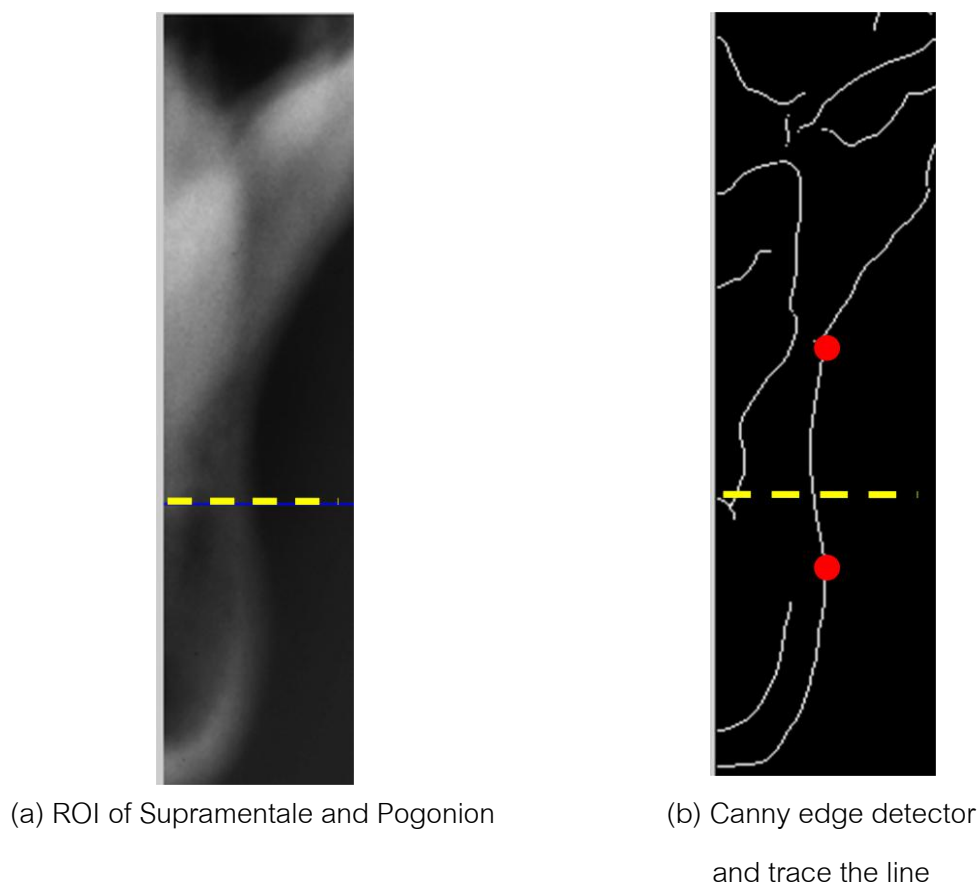 (a) ROI of Supramentale and Pogonion
(b) Canny edge detector
and trace the line